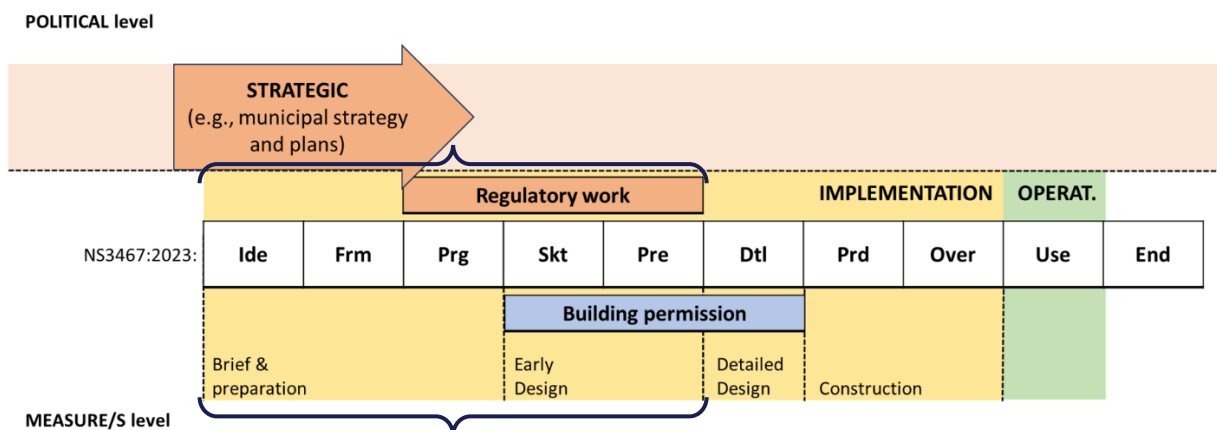 POLITICAL level
STRATEGIC
(e.g., municipal strategy
and plans)
Regulatory work
IMPLEMENTATION
OPERAT.
NS3467:2023:
Ide
Frm
Prg
Skt
Pre
Dtl
Prd
Over
Use
End
Building permission
Brief &
preparation
Early
Design
Detailed
Design
Construction
MEASURE/S level